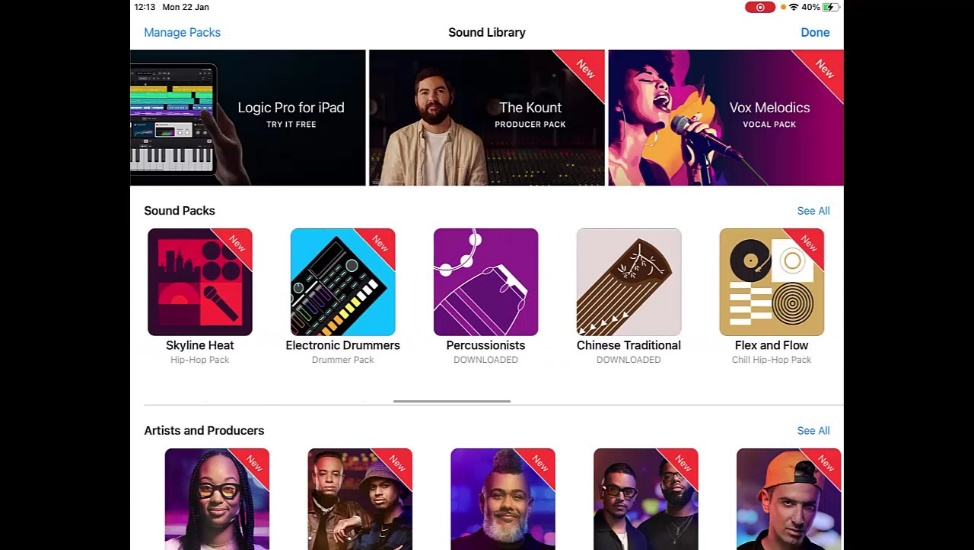 12:13 Mon 22 Jan
40%
Manage Packs
Sound Library
Done
Logic Pro for iPad
TRY IT FREE
New
The Kount
PRODUCER PACK
New
Vox Melodics
VOCAL PACK
Sound Packs
See All
New
Skyline Heat
Hip-Hop Pack
New
Electronic Drummers
Drummer Pack
Percussionists
DOWNLOADED
Chinese Traditional
DOWNLOADED
New
Flex and Flow
Chill Hip-Hop Pack
Artists and Producers
See All
New
New
New
New
New